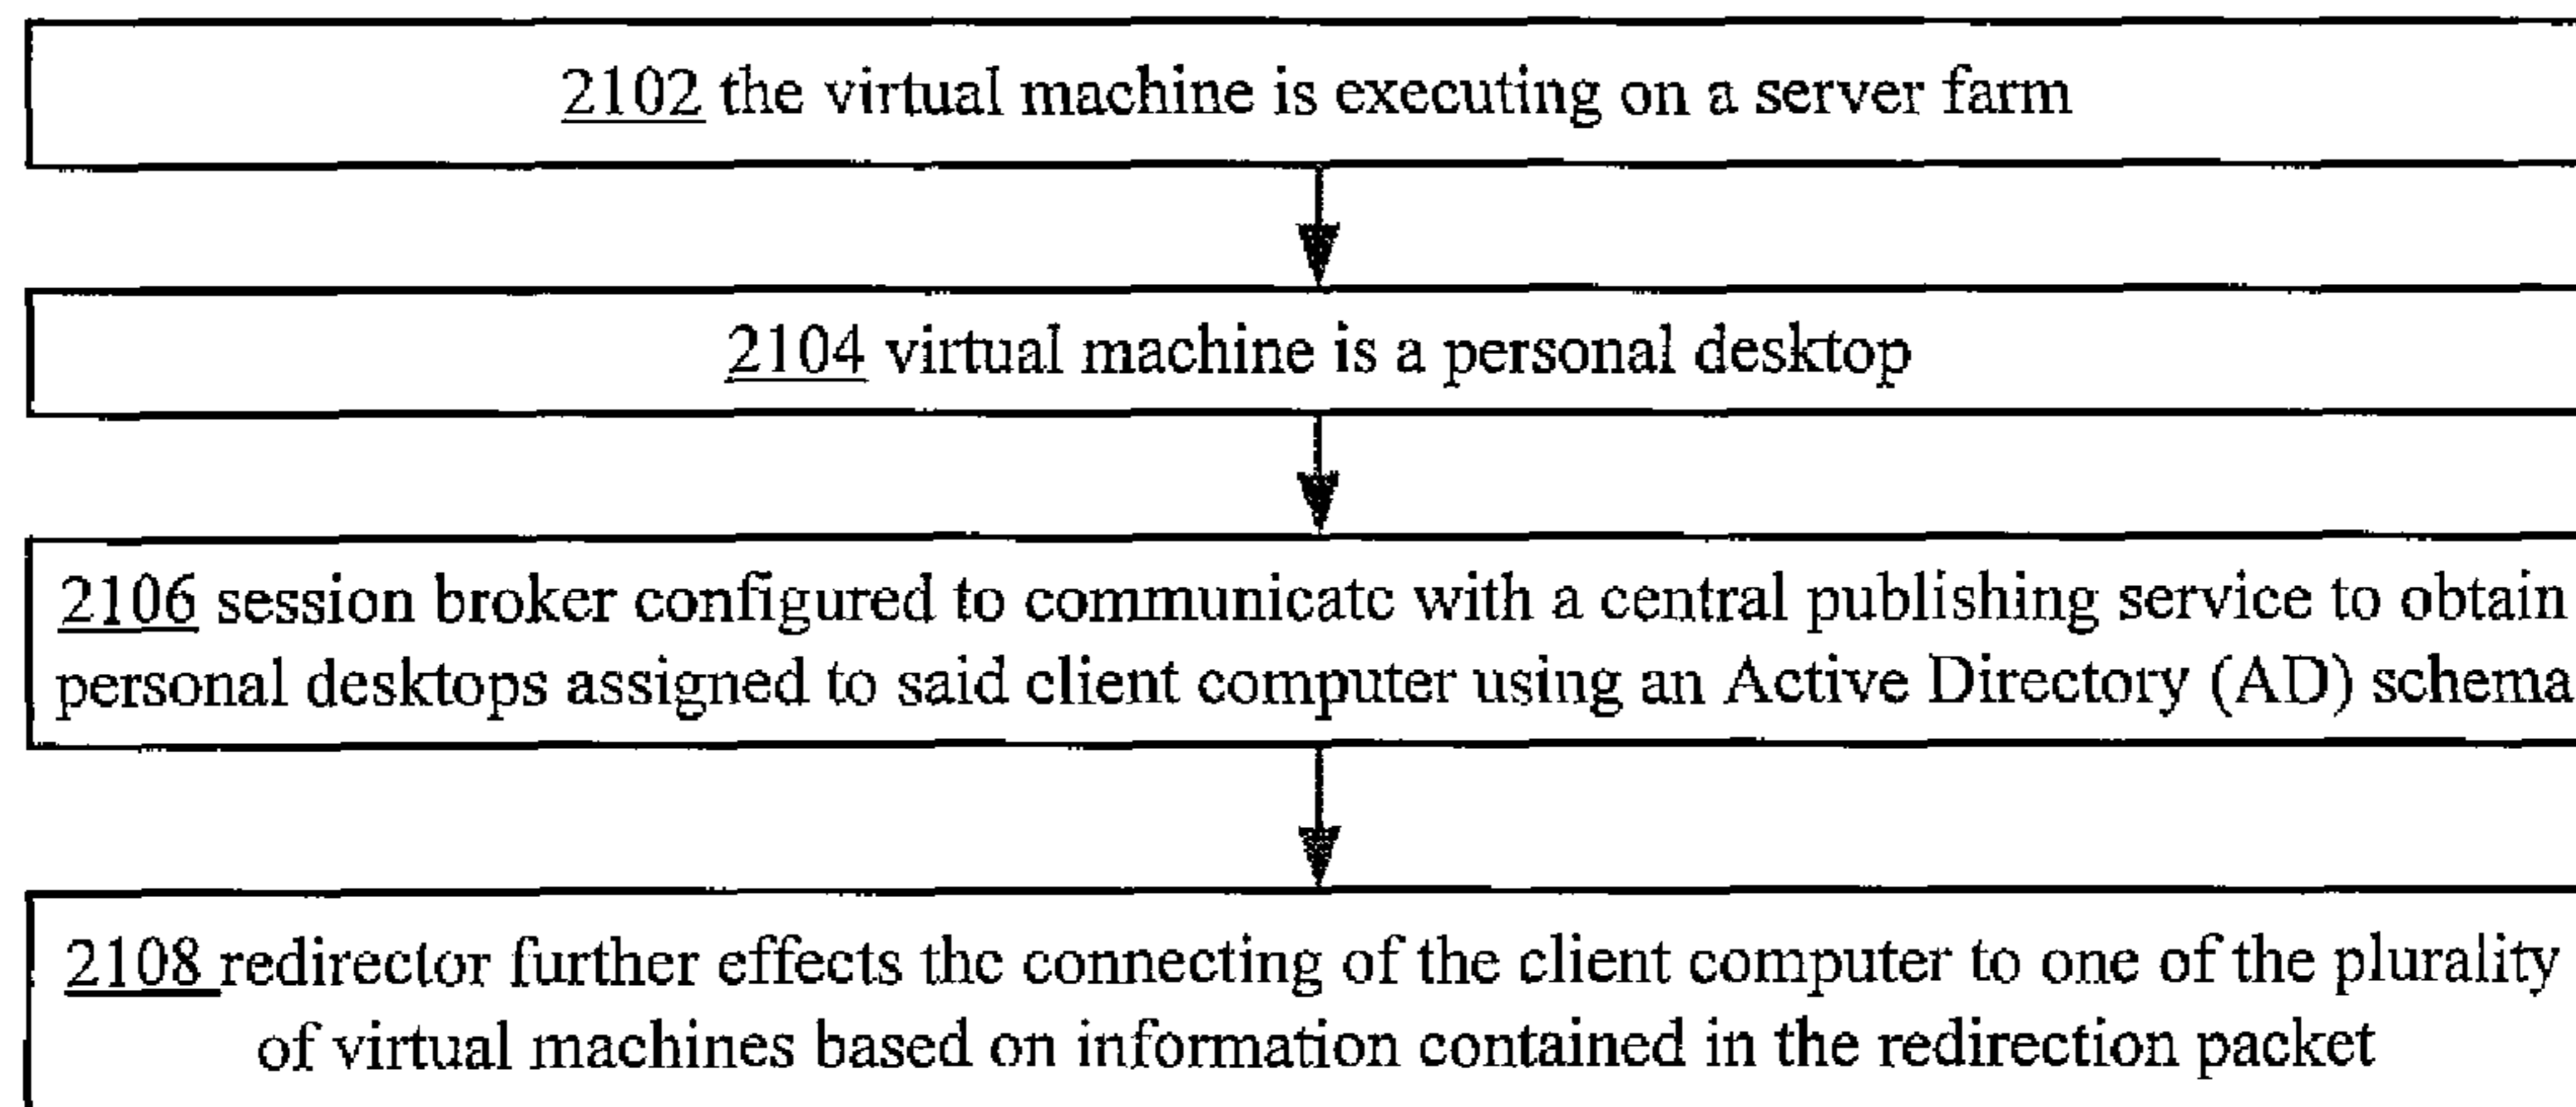 2102 the virtual machine is executing on a server farm
2104 virtual machine is a personal desktop
2106 session broker configured to communicate with a central publishing service to obtain
personal desktops assigned to said client computer using an Active Directory (AD) schema
2108 redirector further effects the connecting of the client computer to one of the plurality
of virtual machines based on information contained in the redirection packet